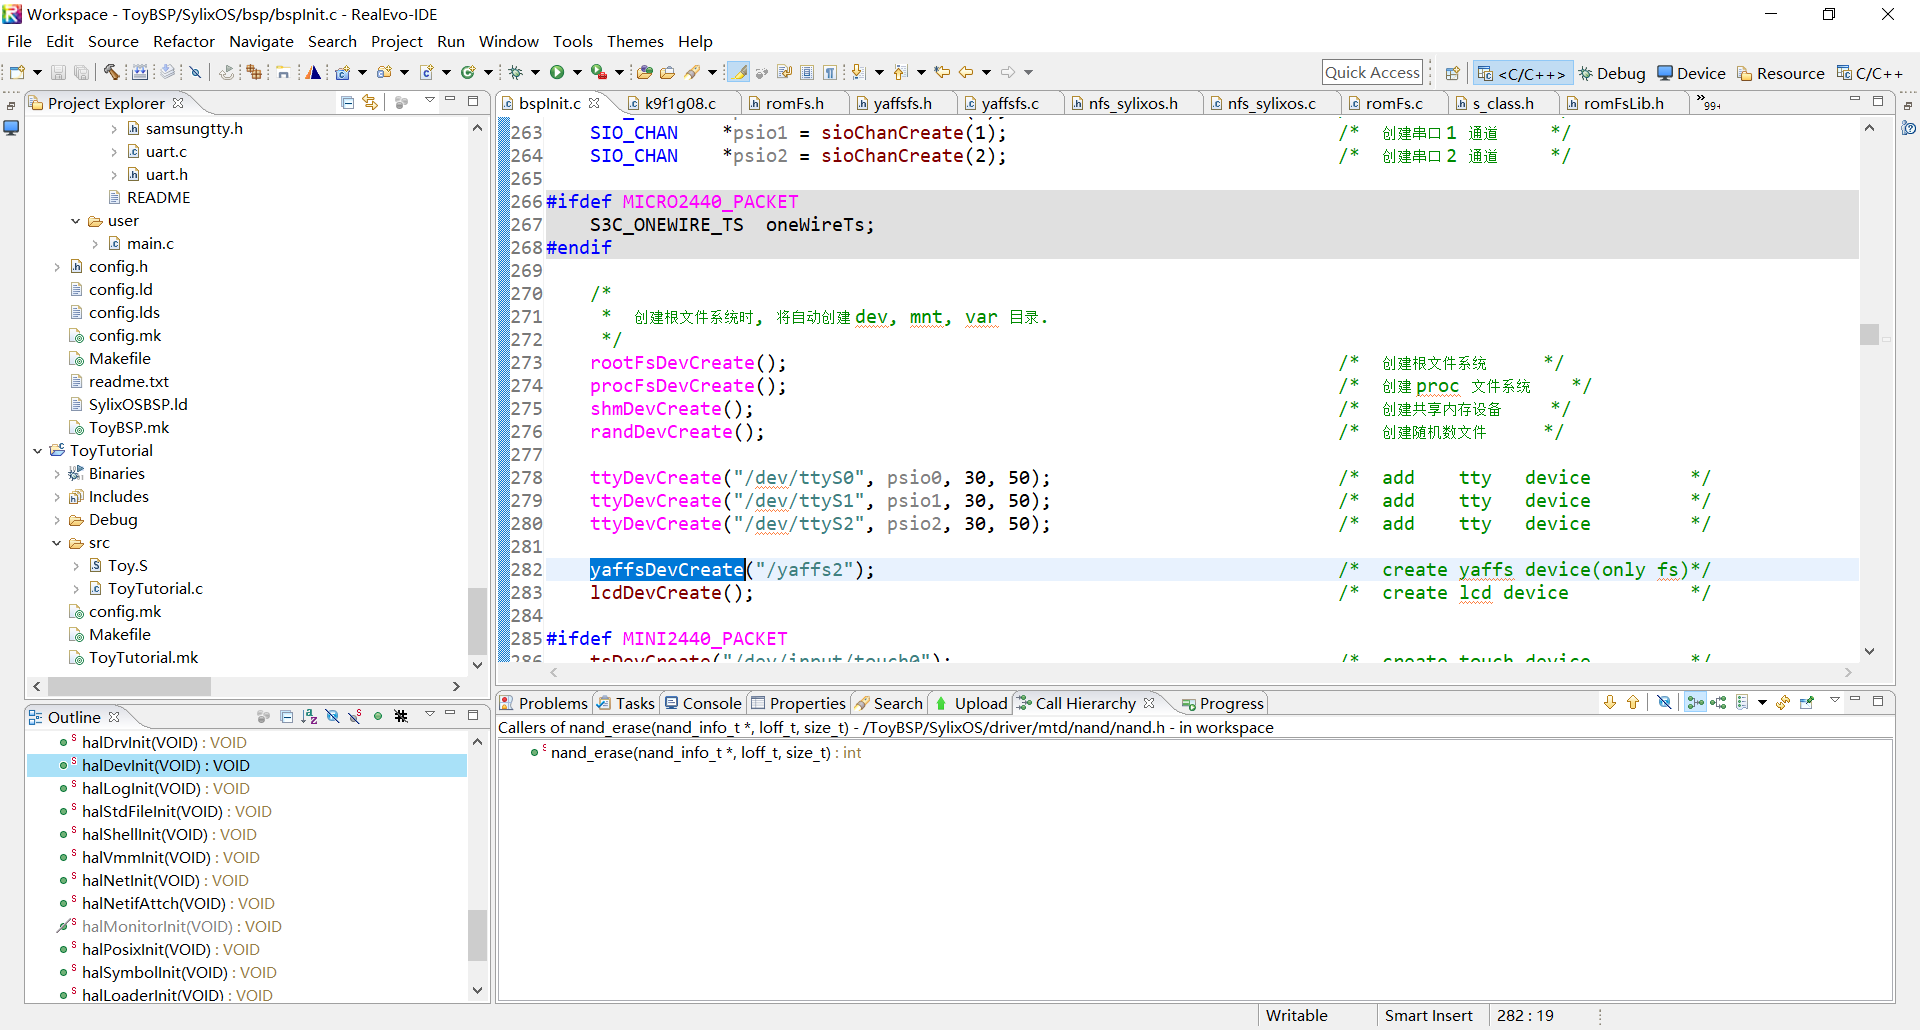 Workspace - ToyBSP/SylixOS/bsp/bspInit.c - RealEvo-IDE
File Edit Source Refactor Navigate Search Project Run Window Tools Themes Help
Quick Access <C/C++> Debug Device Resource C/C++
Project Explorer
samsungtty.h
uart.c
uart.h
README
user
main.c
config.h
config.ld
config.lds
config.mk
Makefile
readme.txt
SylixOSBSP.ld
ToyBSP.mk
ToyTutorial
Binaries
Includes
Debug
src
Toy.S
ToyTutorial.c
config.mk
Makefile
ToyTutorial.mk
Outline
halDrvInit(VOID) : VOID
halDevInit(VOID) : VOID
halLogInit(VOID) : VOID
halStdFileInit(VOID) : VOID
halShellInit(VOID) : VOID
halVmmInit(VOID) : VOID
halNetInit(VOID) : VOID
halNetifAttch(VOID) : VOID
halMonitorInit(VOID) : VOID
halPosixInit(VOID) : VOID
halSymbolInit(VOID) : VOID
halLoaderInit(VOID) : VOID
bspInit.c k9f1g08.c romFs.h yaffsfs.h yaffsfs.c nfs_sylixos.h nfs_sylixos.c romFs.c s_class.h romFsLib.h »99+
263 SIO_CHAN *psio1 = sioChanCreate(1); /* 创建串口 1 通道 */
264 SIO_CHAN *psio2 = sioChanCreate(2); /* 创建串口 2 通道 */
265
266 #ifdef MICRO2440_PACKET
267 S3C_ONEWIRE_TS oneWireTs;
268 #endif
269
270 /*
271 * 创建根文件系统时, 将自动创建 dev, mnt, var 目录.
272 */
273 rootFsDevCreate(); /* 创建根文件系统 */
274 procFsDevCreate(); /* 创建 proc 文件系统 */
275 shmDevCreate(); /* 创建共享内存设备 */
276 randDevCreate(); /* 创建随机数文件 */
277
278 ttyDevCreate("/dev/ttyS0", psio0, 30, 50); /* add tty device */
279 ttyDevCreate("/dev/ttyS1", psio1, 30, 50); /* add tty device */
280 ttyDevCreate("/dev/ttyS2", psio2, 30, 50); /* add tty device */
281
282 yaffsDevCreate("/yaffs2"); /* create yaffs device(only fs)*/
283 lcdDevCreate(); /* create lcd device */
284
285 #ifdef MINI2440_PACKET
286 tsDevCreate("/dev/input/touch0"); /* create touch device */
Problems Tasks Console Properties Search Upload Call Hierarchy Progress
Callers of nand_erase(nand_info_t *, loff_t, size_t) - /ToyBSP/SylixOS/driver/mtd/nand/nand.h - in workspace
nand_erase(nand_info_t *, loff_t, size_t) : int
Writable Smart Insert 282 : 19